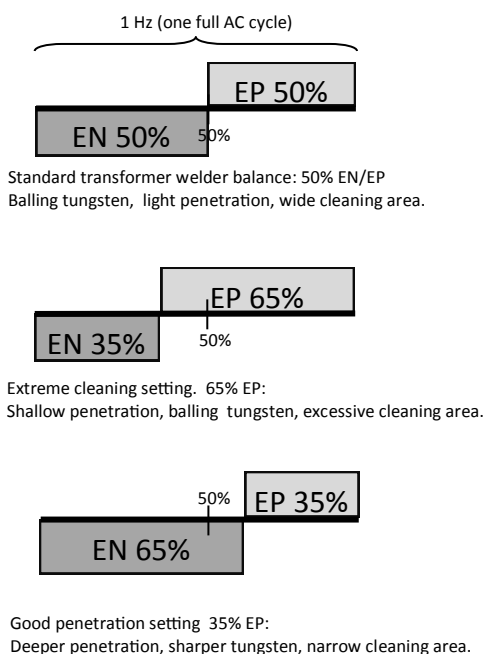 1 Hz (one full AC cycle)
EP 50%
EN 50%
50%
Standard transformer welder balance: 50% EN/EP
Balling tungsten, light penetration, wide cleaning area.
EP 65%
EN 35%
50%
Extreme cleaning setting. 65% EP:
Shallow penetration, balling tungsten, excessive cleaning area.
50%
EP 35%
EN 65%
Good penetration setting 35% EP:
Deeper penetration, sharper tungsten, narrow cleaning area.